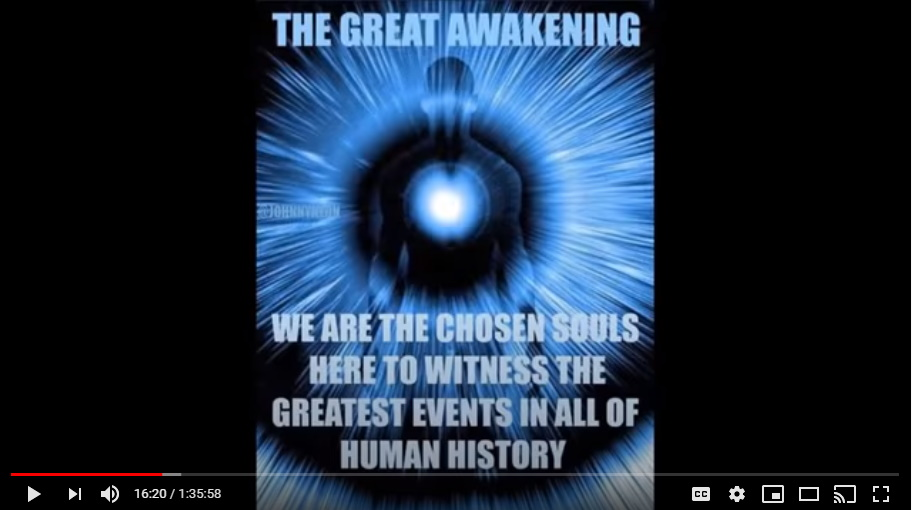 THE GREAT AWAKENING
WE ARE THE CHOSEN SOULS
HERE TO WITNESS THE
GREATEST EVENTS IN ALL OF
HUMAN HISTORY
16:20 / 1:35:58
CC